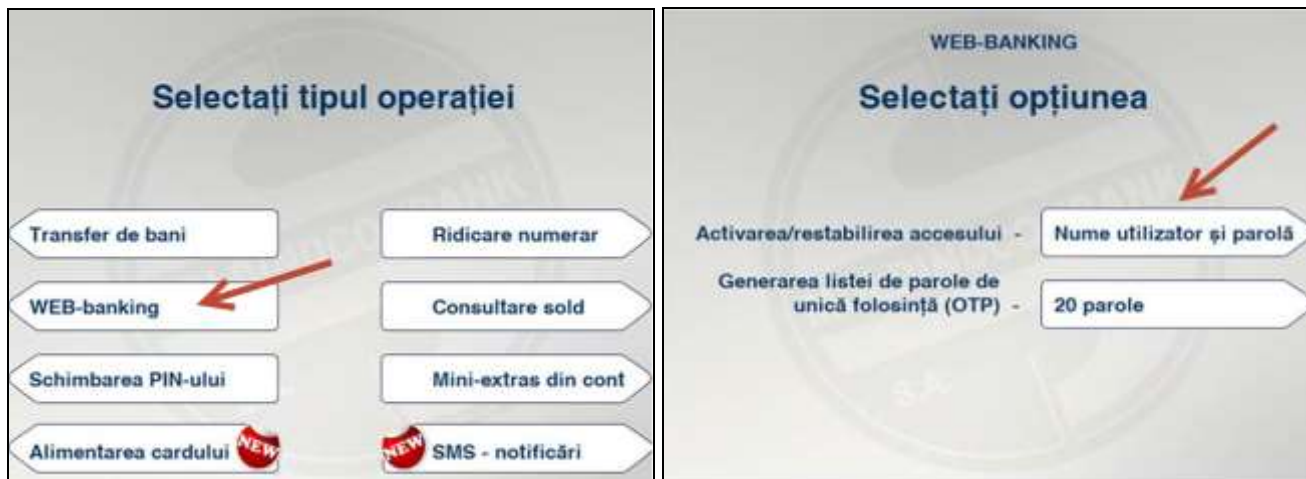 Selectați tipul operației
Transfer de bani
Ridicare numerar
WEB-banking
Consultare sold
Schimbarea PIN-ului
Mini-extras din cont
Alimentarea cardului NEW
NEW SMS - notificări
WEB-BANKING
Selectați opțiunea
Activarea/restabilirea accesului - Nume utilizator și parolă
Generarea listei de parole de
unică folosință (OTP) - 20 parole
S.A.